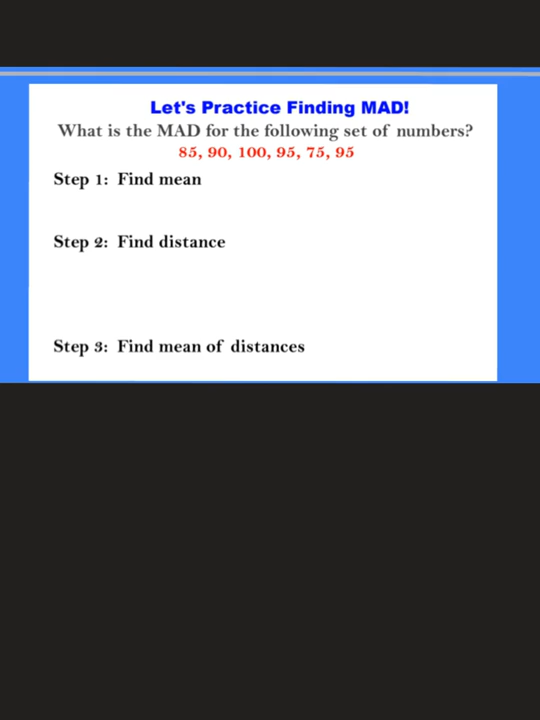 Let's Practice Finding MAD!
What is the MAD for the following set of numbers?
85, 90, 100, 95, 75, 95
Step 1: Find mean
Step 2: Find distance
Step 3: Find mean of distances